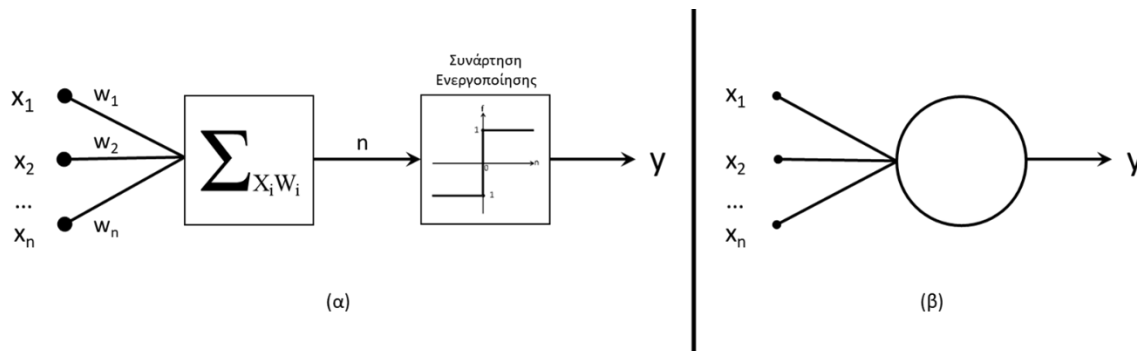 x1
w1
x2
w2
...
xn
wn
∑XiWi
n
Συνάρτηση
Ενεργοποίησης
f
1
0
n
1
y
(α)
x1
x2
...
xn
y
(β)